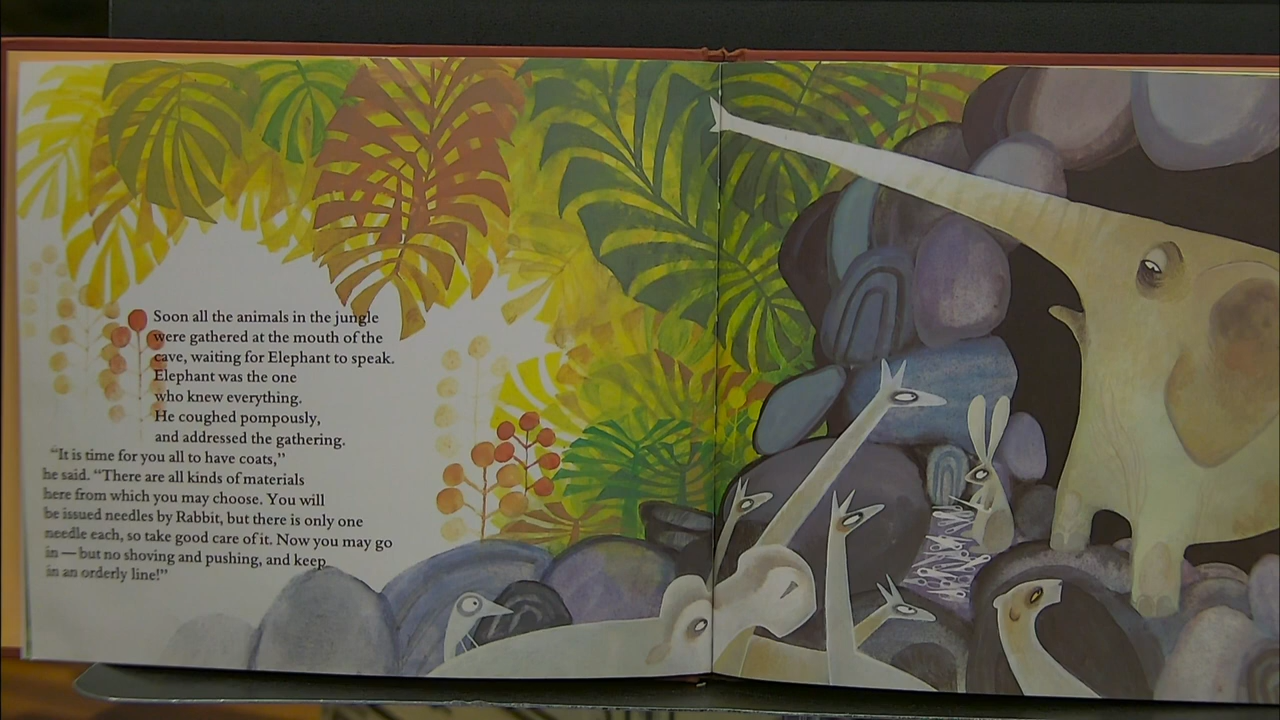 Soon all the animals in the jungle
were gathered at the mouth of the
cave, waiting for Elephant to speak.
Elephant was the one
who knew everything.
He coughed pompously,
and addressed the gathering.
"It is time for you all to have coats,"
he said. "There are all kinds of materials
here from which you may choose. You will
be issued needles by Rabbit, but there is only one
needle each, so take good care of it. Now you may go
in — but no shoving and pushing, and keep
in an orderly line!"